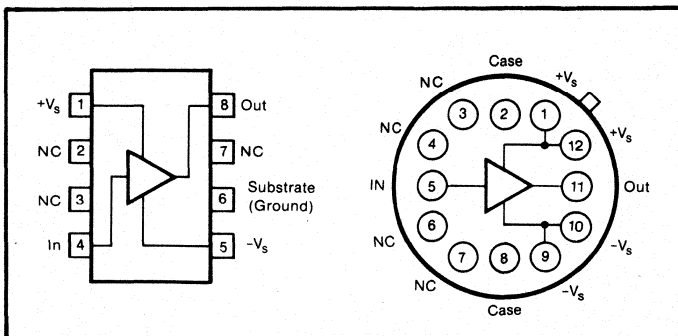 +Vs 1 8 Out
NC 2 7 NC
NC 3 6 Substrate
(Ground)
In 4 5 -Vs
Case
NC +Vs
3 2 1
NC 4 12 +Vs
IN 5 11 Out
NC 6 10 -Vs
7 8 9
NC -Vs
Case